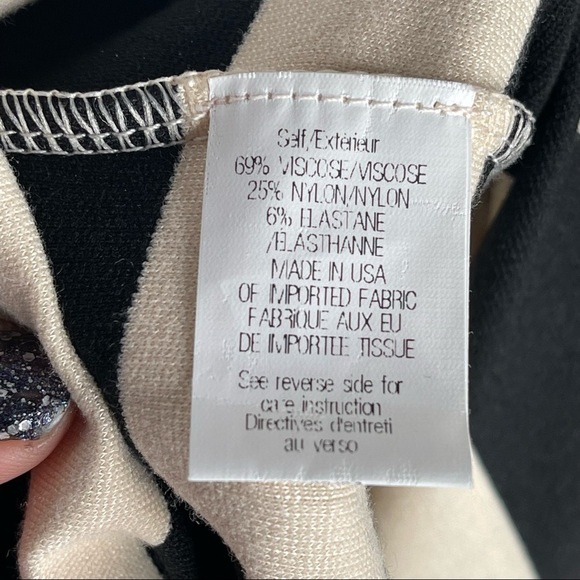 Self/Extérieur
69% VISCOSE/VISCOSE
25% NYLON/NYLON
6% ELASTANE
/ELASTHANNE
MADE IN USA
OF IMPORTED FABRIC
FABRIQUE AUX EU
DE IMPORTEE TISSUE
See reverse side for
care instruction
Directives d'entreti
au verso